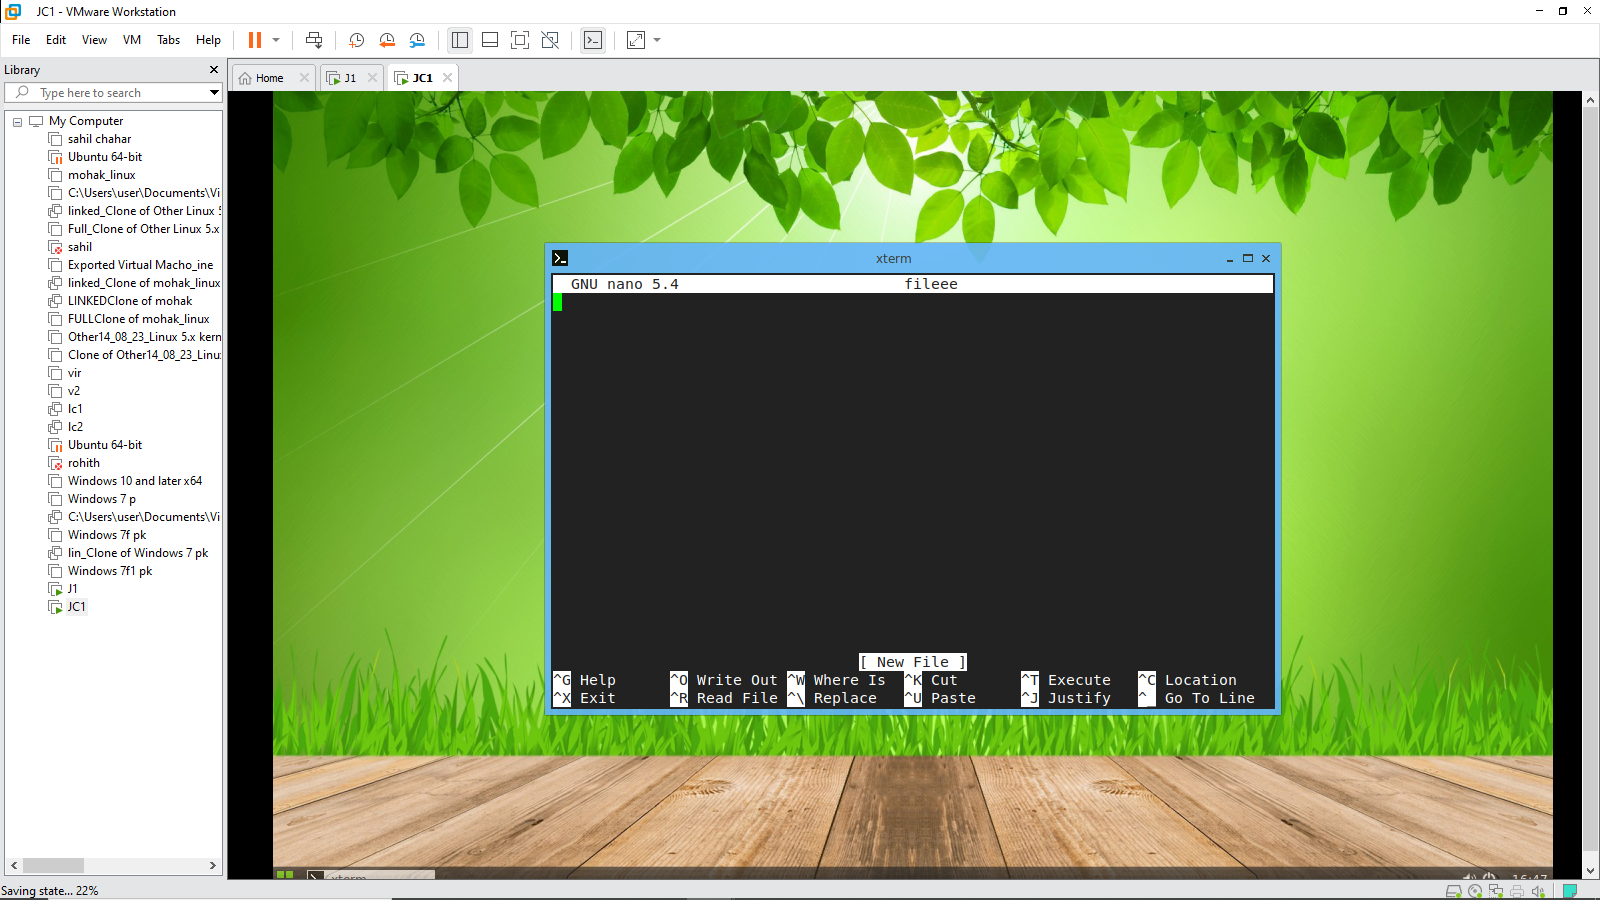 JC1 - VMware Workstation
File Edit View VM Tabs Help
Library
Type here to search
My Computer
sahil chahar
Ubuntu 64-bit
mohak_linux
C:\Users\user\Documents\Vi
linked_Clone of Other Linux 5
Full_Clone of Other Linux 5.x
sahil
Exported Virtual Macho_ine
linked_Clone of mohak_linux
LINKEDClone of mohak
FULLClone of mohak_linux
Other14_08_23_Linux 5.x kern
Clone of Other14_08_23_Linu
vir
v2
lc1
lc2
Ubuntu 64-bit
rohith
Windows 10 and later x64
Windows 7 p
C:\Users\user\Documents\Vi
Windows 7f pk
lin_Clone of Windows 7 pk
Windows 7f1 pk
J1
JC1
Home J1 JC1
xterm
GNU nano 5.4 fileee
[ New File ]
^G Help ^O Write Out ^W Where Is ^K Cut ^T Execute ^C Location
^X Exit ^R Read File ^\ Replace ^U Paste ^J Justify ^_ Go To Line
xterm 16:47
Saving state... 22%